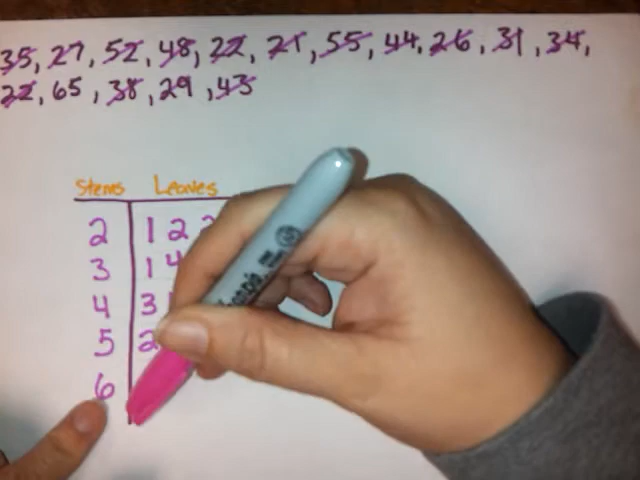 35, 27, 52, 48, 22, 21, 55, 44, 26, 31, 34,
22, 65, 38, 29, 43
Stems Leaves
2 1 2 2
3 1 4
4 3
5 2
6